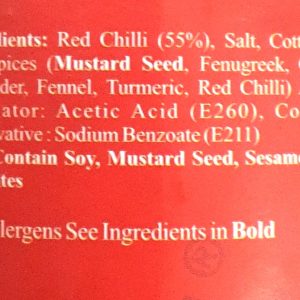 dients: Red Chilli (55%), Salt, Cott
pices (Mustard Seed, Fenugreek,
der, Fennel, Turmeric, Red Chilli)
ator: Acetic Acid (E260), Co
vative : Sodium Benzoate (E211)
Contain Soy, Mustard Seed, Sesam
tes
llergens See Ingredients in Bold